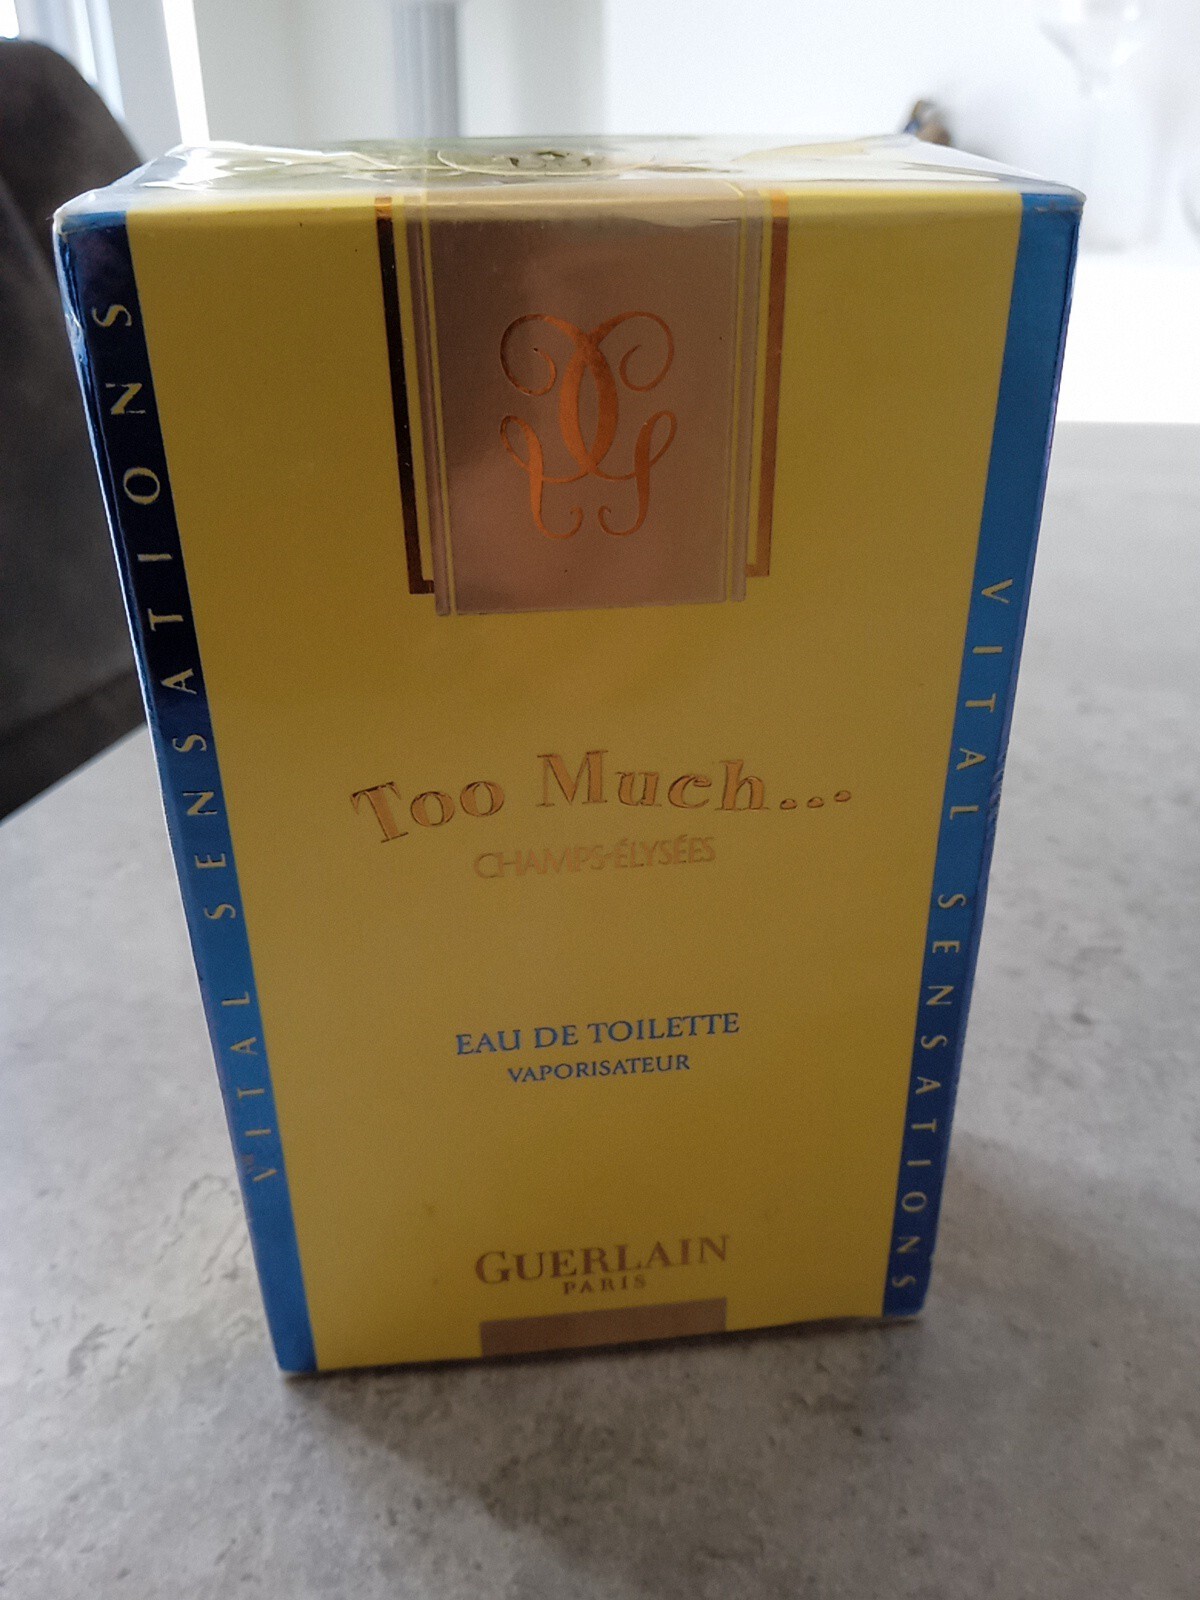 VITAL SENSATIONS
Too Much...
CHAMPS-ÉLYSÉES
EAU DE TOILETTE
VAPORISATEUR
GUERLAIN
PARIS
VITAL SENSATIONS